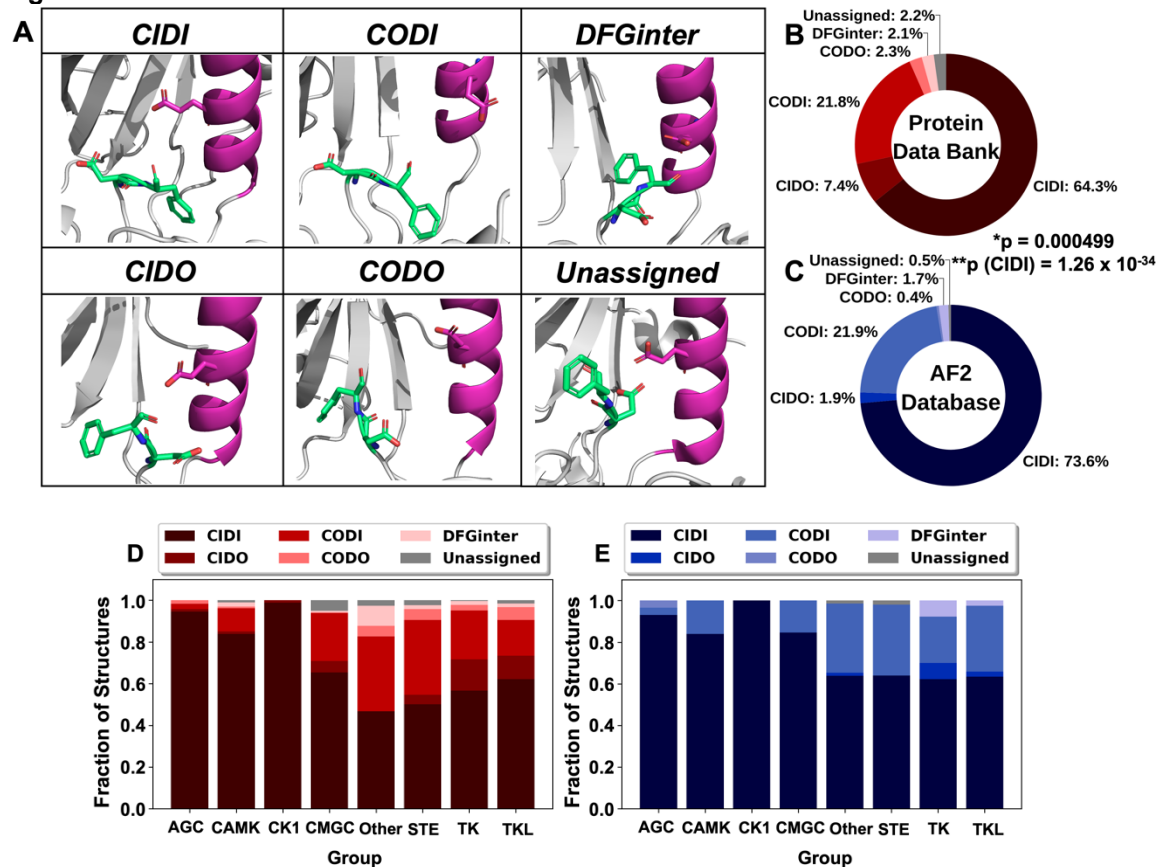 A
CIDI
CODI
DFGinter
CIDO
CODO
Unassigned
B
Unassigned: 2.2%
DFGinter: 2.1%
CODO: 2.3%
CODI: 21.8%
CIDO: 7.4%
CIDI: 64.3%
Protein
Data Bank
*p = 0.000499
**p (CIDI) = 1.26 x 10⁻³⁴
C
Unassigned: 0.5%
DFGinter: 1.7%
CODO: 0.4%
CODI: 21.9%
CIDO: 1.9%
CIDI: 73.6%
AF2
Database
D
CIDI CODI DFGinter
CIDO CODO Unassigned
Fraction of Structures
1.0
0.8
0.6
0.4
0.2
0.0
AGC CAMK CK1 CMGC Other STE TK TKL
Group
E
CIDI CODI DFGinter
CIDO CODO Unassigned
Fraction of Structures
1.0
0.8
0.6
0.4
0.2
0.0
AGC CAMK CK1 CMGC Other STE TK TKL
Group